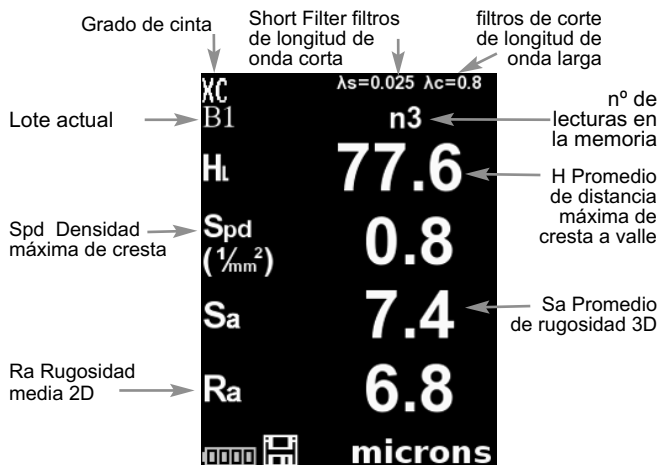 Grado de cinta
Short Filter filtros
de longitud de
onda corta
filtros de corte
de longitud de
onda larga
XC
λs=0.025 λc=0.8
Lote actual
B1
n3
nº de
lecturas en
la memoria
HL
77.6
H Promedio
de distancia
máxima de
cresta a valle
Spd Densidad
máxima de cresta
Spd
(1/mm²)
0.8
Sa
7.4
Sa Promedio
de rugosidad 3D
Ra Rugosidad
media 2D
Ra
6.8
microns